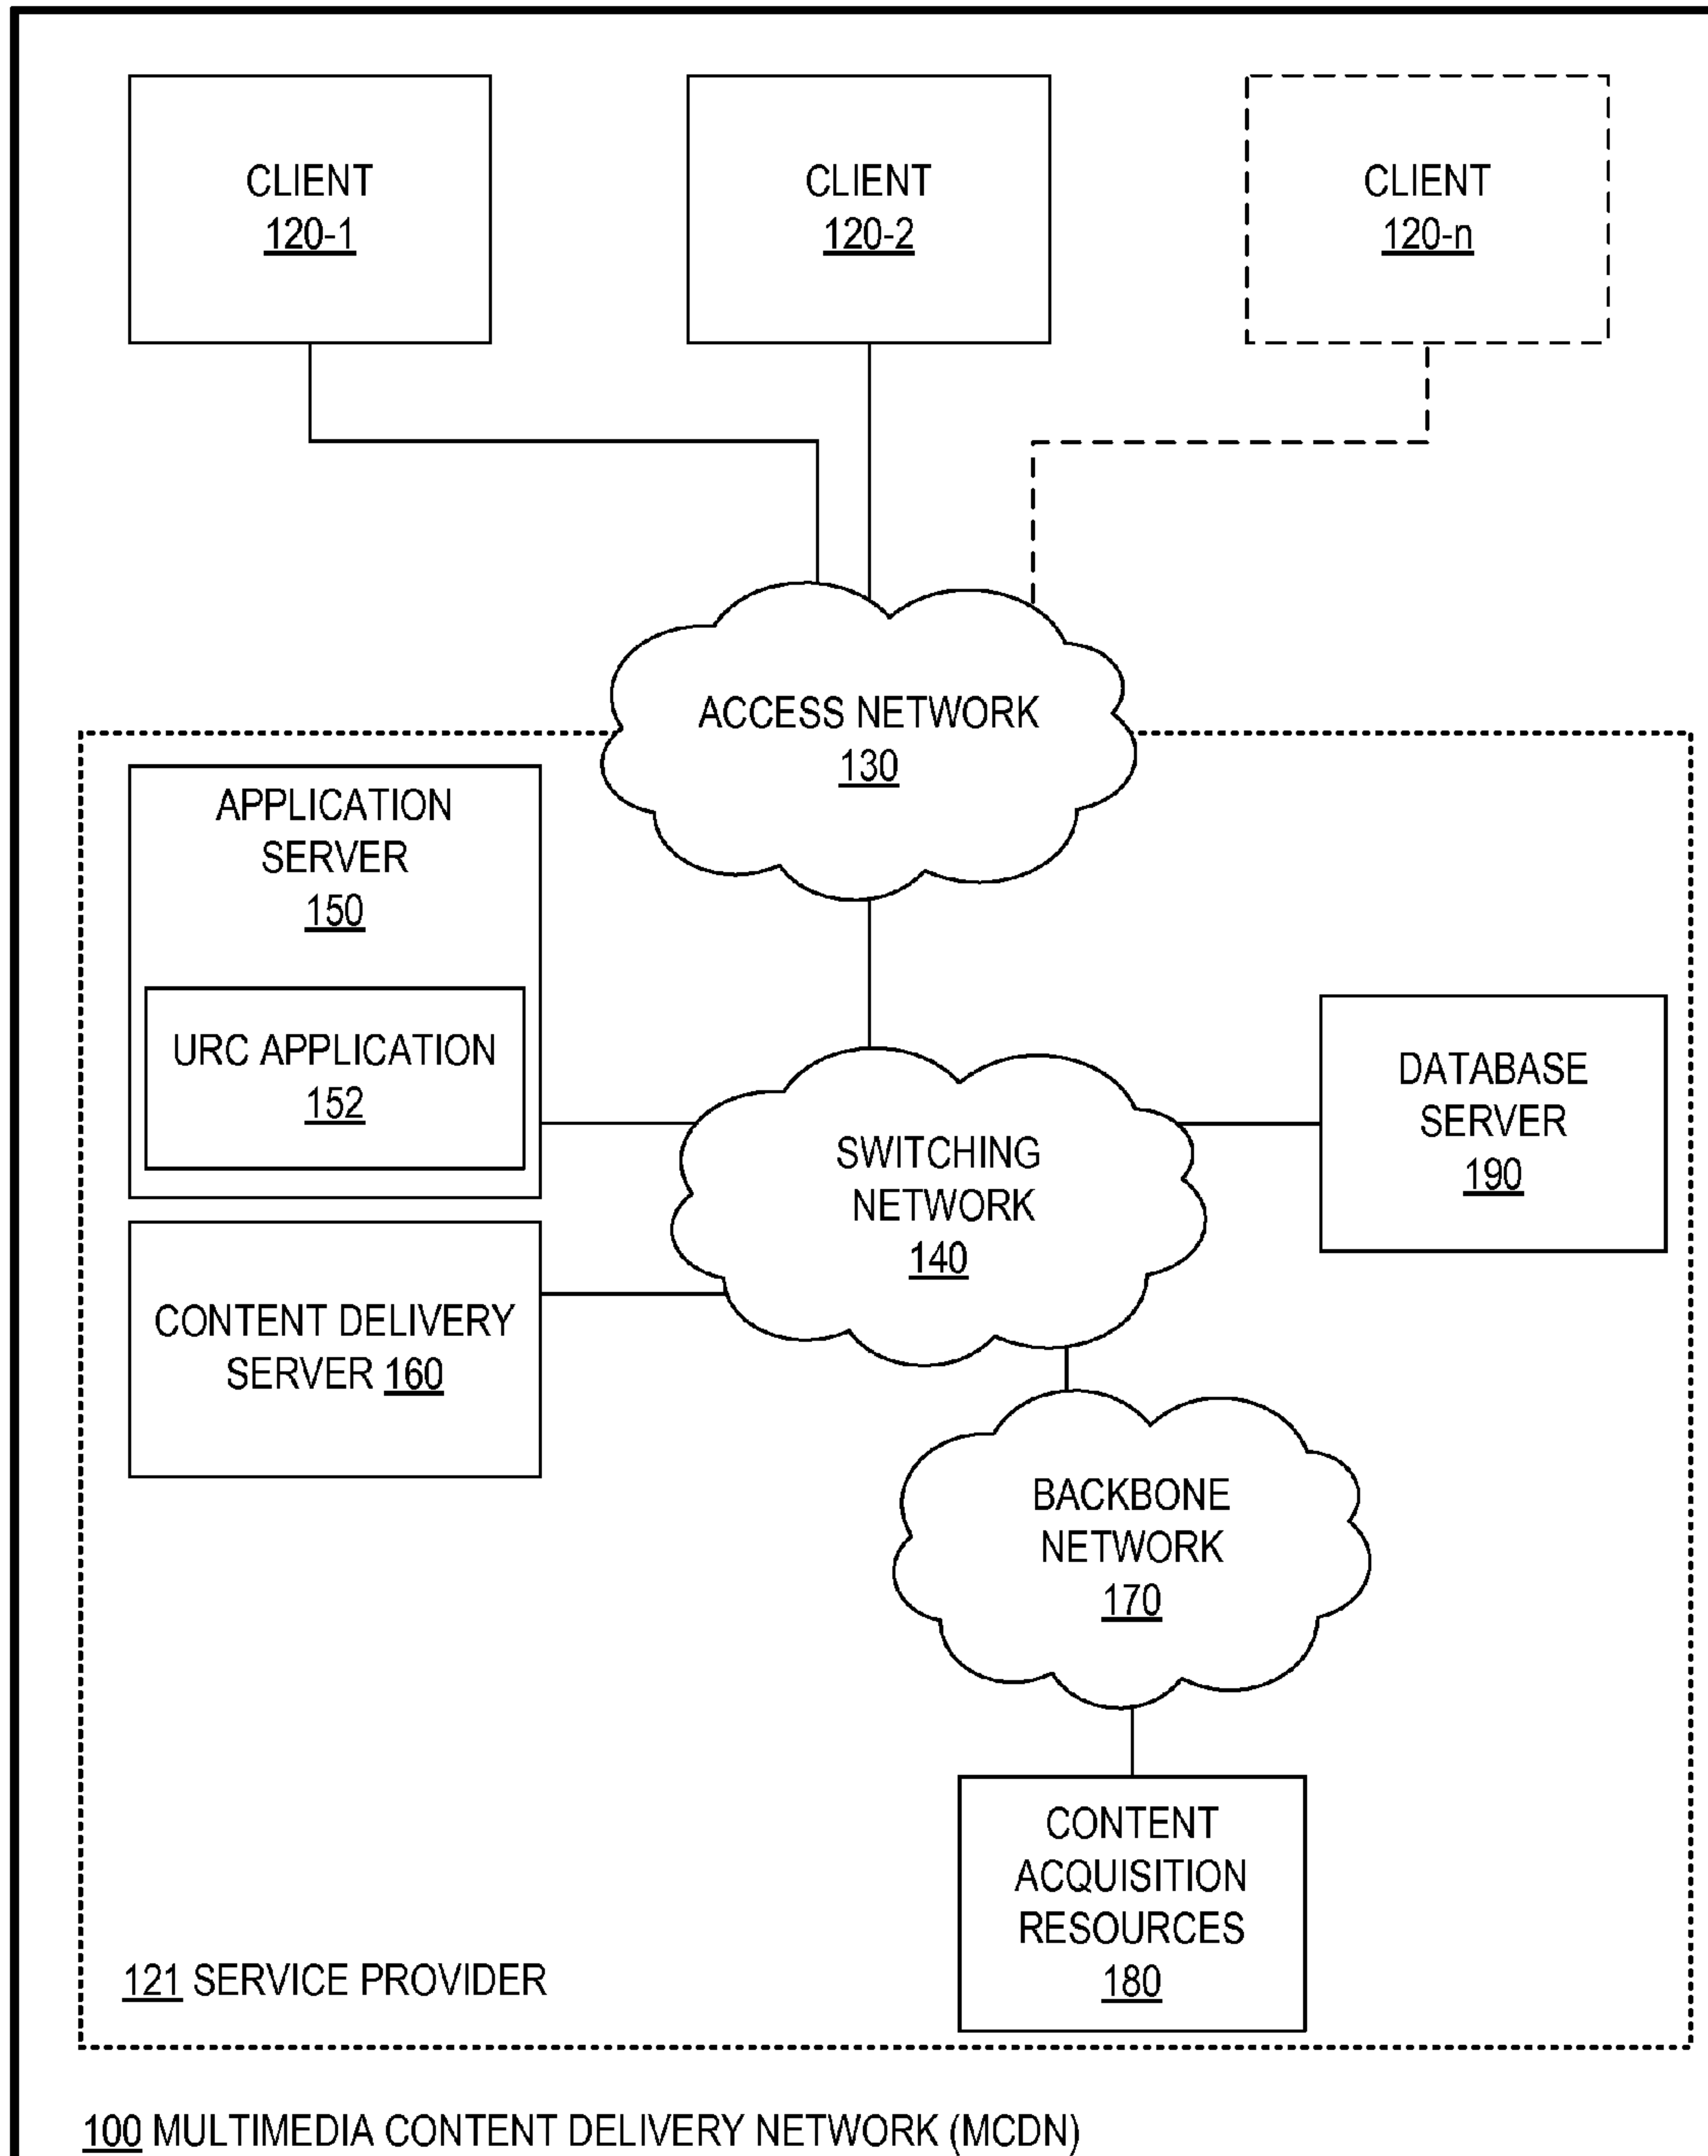 CLIENT
120-1
CLIENT
120-2
CLIENT
120-n
ACCESS NETWORK
130
APPLICATION
SERVER
150
URC APPLICATION
152
SWITCHING
NETWORK
140
DATABASE
SERVER
190
CONTENT DELIVERY
SERVER 160
BACKBONE
NETWORK
170
CONTENT
ACQUISITION
RESOURCES
180
121 SERVICE PROVIDER
100 MULTIMEDIA CONTENT DELIVERY NETWORK (MCDN)